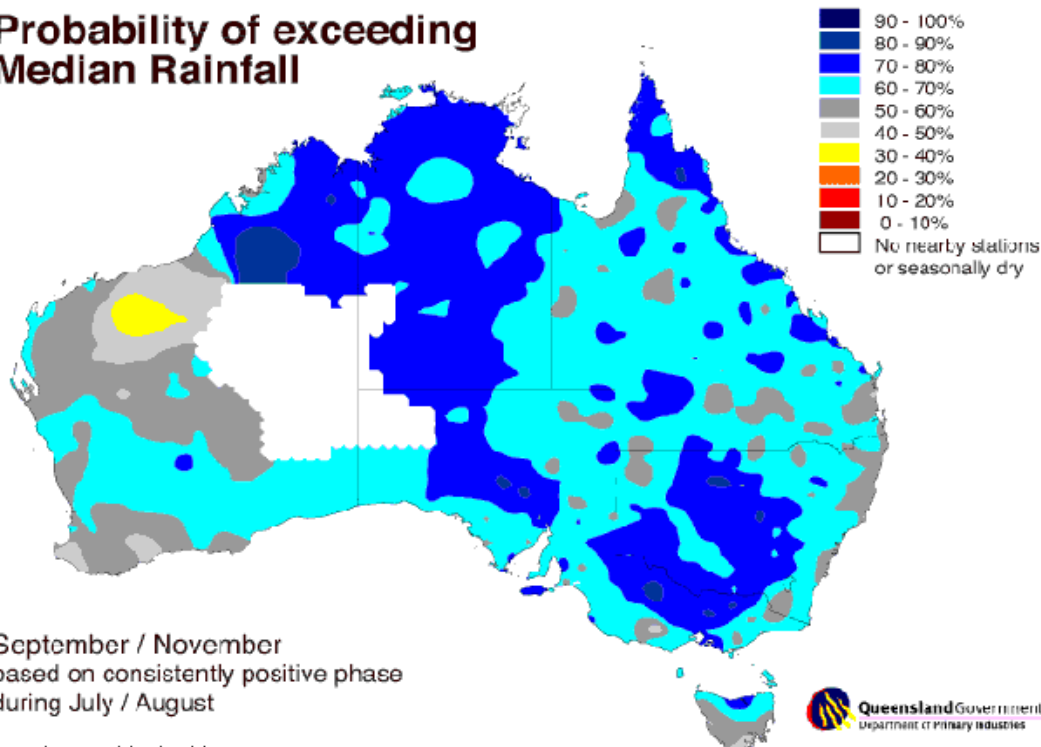 Probability of exceeding
Median Rainfall
90 - 100%
80 - 90%
70 - 80%
60 - 70%
50 - 60%
40 - 50%
30 - 40%
20 - 30%
10 - 20%
0 - 10%
No nearby stations
or seasonally dry
September / November
based on consistently positive phase
during July / August
Queensland Government
Department of Primary Industries